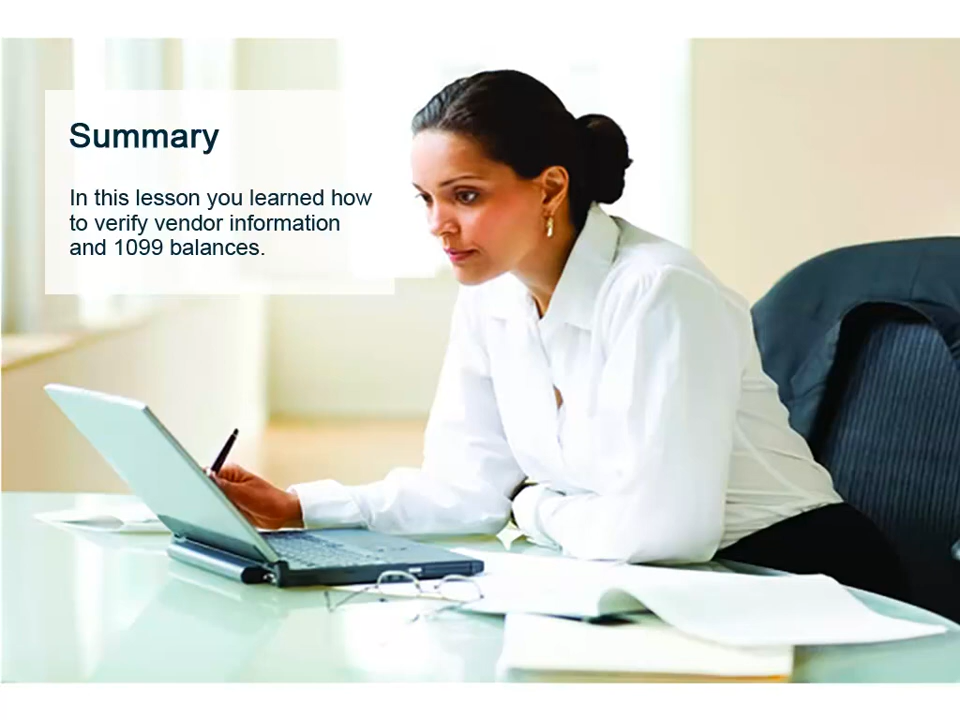 Summary
In this lesson you learned how
to verify vendor information
and 1099 balances.